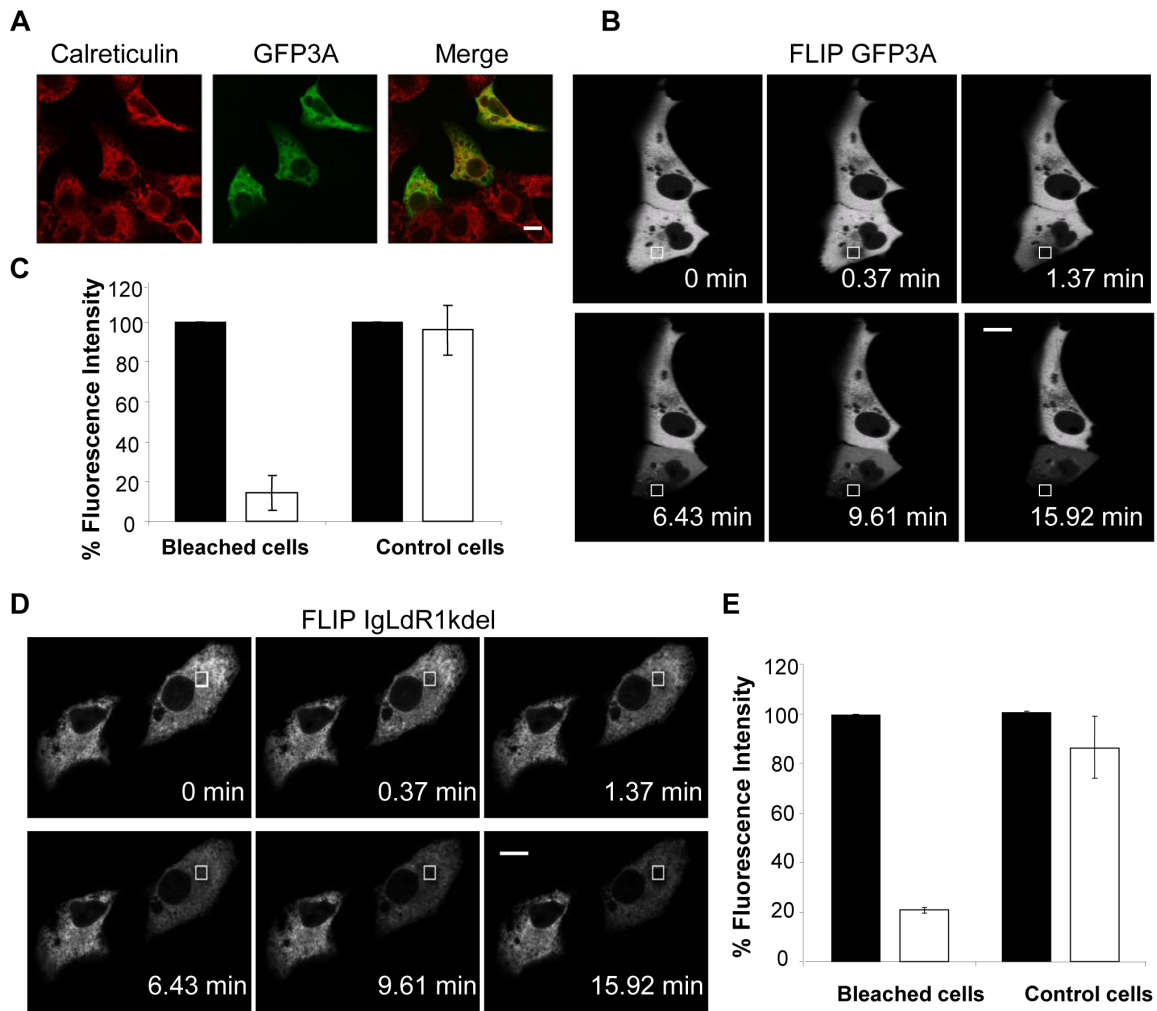 A
Calreticulin GFP3A Merge
B
FLIP GFP3A
0 min 0.37 min 1.37 min
6.43 min 9.61 min 15.92 min
C
% Fluorescence Intensity
120
100
80
60
40
20
0
Bleached cells Control cells
D
FLIP IgLdR1kdel
0 min 0.37 min 1.37 min
6.43 min 9.61 min 15.92 min
E
% Fluorescence Intensity
120
100
80
60
40
20
0
Bleached cells Control cells